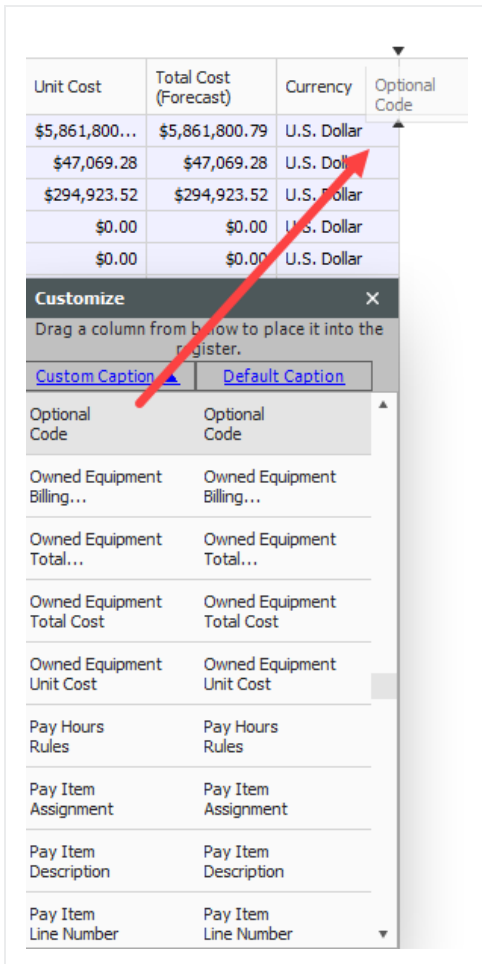 Unit Cost Total Cost (Forecast) Currency Optional Code
$5,861,800... $5,861,800.79 U.S. Dollar
$47,069.28 $47,069.28 U.S. Dollar
$294,923.52 $294,923.52 U.S. Dollar
$0.00 $0.00 U.S. Dollar
$0.00 $0.00 U.S. Dollar
Customize
Drag a column from below to place it into the
register.
Custom Caption Default Caption
Optional Optional
Code Code
Owned Equipment Owned Equipment
Billing... Billing...
Owned Equipment Owned Equipment
Total... Total...
Owned Equipment Owned Equipment
Total Cost Total Cost
Owned Equipment Owned Equipment
Unit Cost Unit Cost
Pay Hours Pay Hours
Rules Rules
Pay Item Pay Item
Assignment Assignment
Pay Item Pay Item
Description Description
Pay Item Pay Item
Line Number Line Number